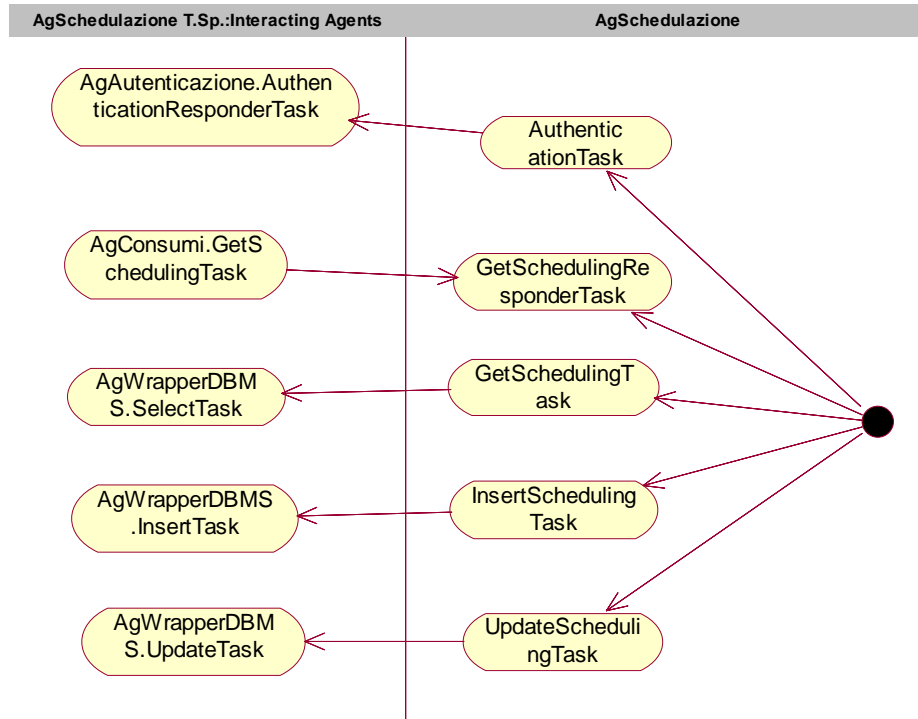 AgSchedulazione T.Sp.:Interacting Agents
AgSchedulazione
AgAutenticazione.Authen
ticationResponderTask
Authentic
ationTask
AgConsumi.GetS
chedulingTask
GetSchedulingRe
sponderTask
AgWrapperDBM
S.SelectTask
GetSchedulingT
ask
AgWrapperDBMS
.InsertTask
InsertScheduling
Task
AgWrapperDBM
S.UpdateTask
UpdateScheduli
ngTask